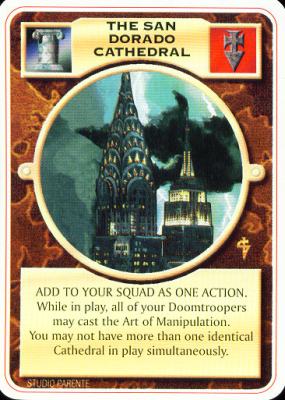 THE SAN
DORADO
CATHEDRAL
ADD TO YOUR SQUAD AS ONE ACTION.
While in play, all of your Doomtroopers
may cast the Art of Manipulation.
You may not have more than one identical
Cathedral in play simultaneously.
STUDIO PARENTE